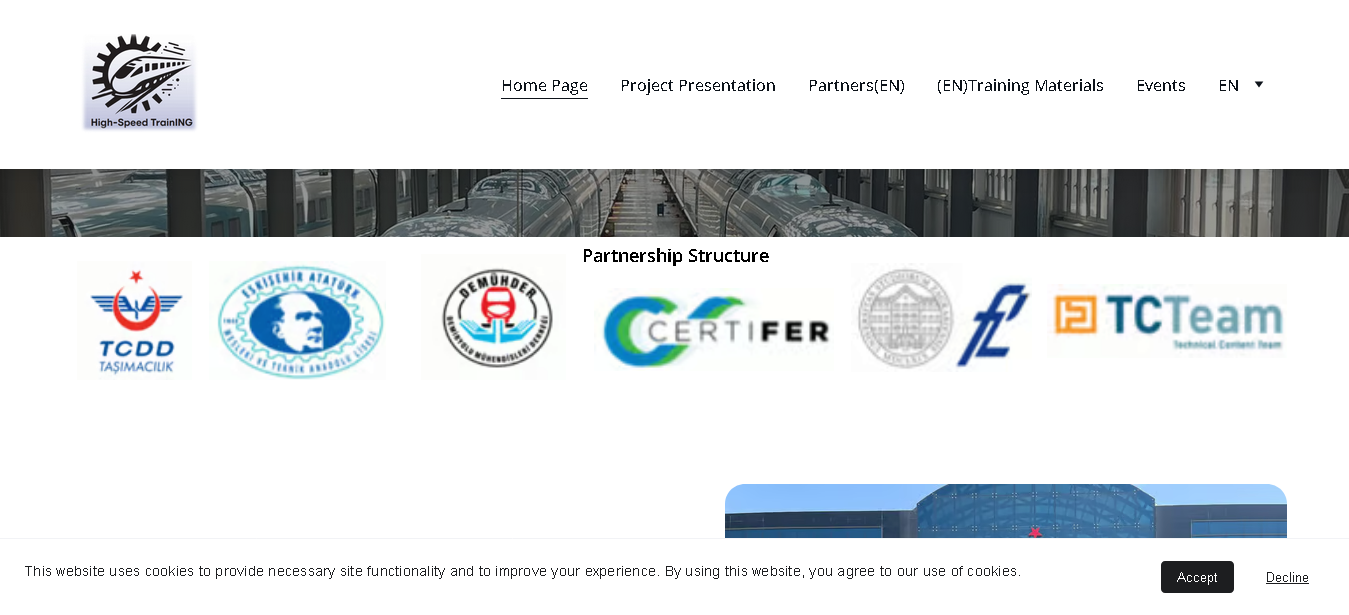 High-Speed TrainING
Home Page
Project Presentation
Partners(EN)
(EN)Training Materials
Events
EN
Partnership Structure
TCDD
TAŞIMACILIK
ESKİŞEHİR ATATÜRK
MESLEKİ VE TEKNİK ANADOLU LİSESİ
DEMÜHDER
DEMİRYOLU MÜHENDİSLERİ DERNEĞİ
CERTIFER
TCTeam
Technical Content Team
This website uses cookies to provide necessary site functionality and to improve your experience. By using this website, you agree to our use of cookies.
Accept
Decline